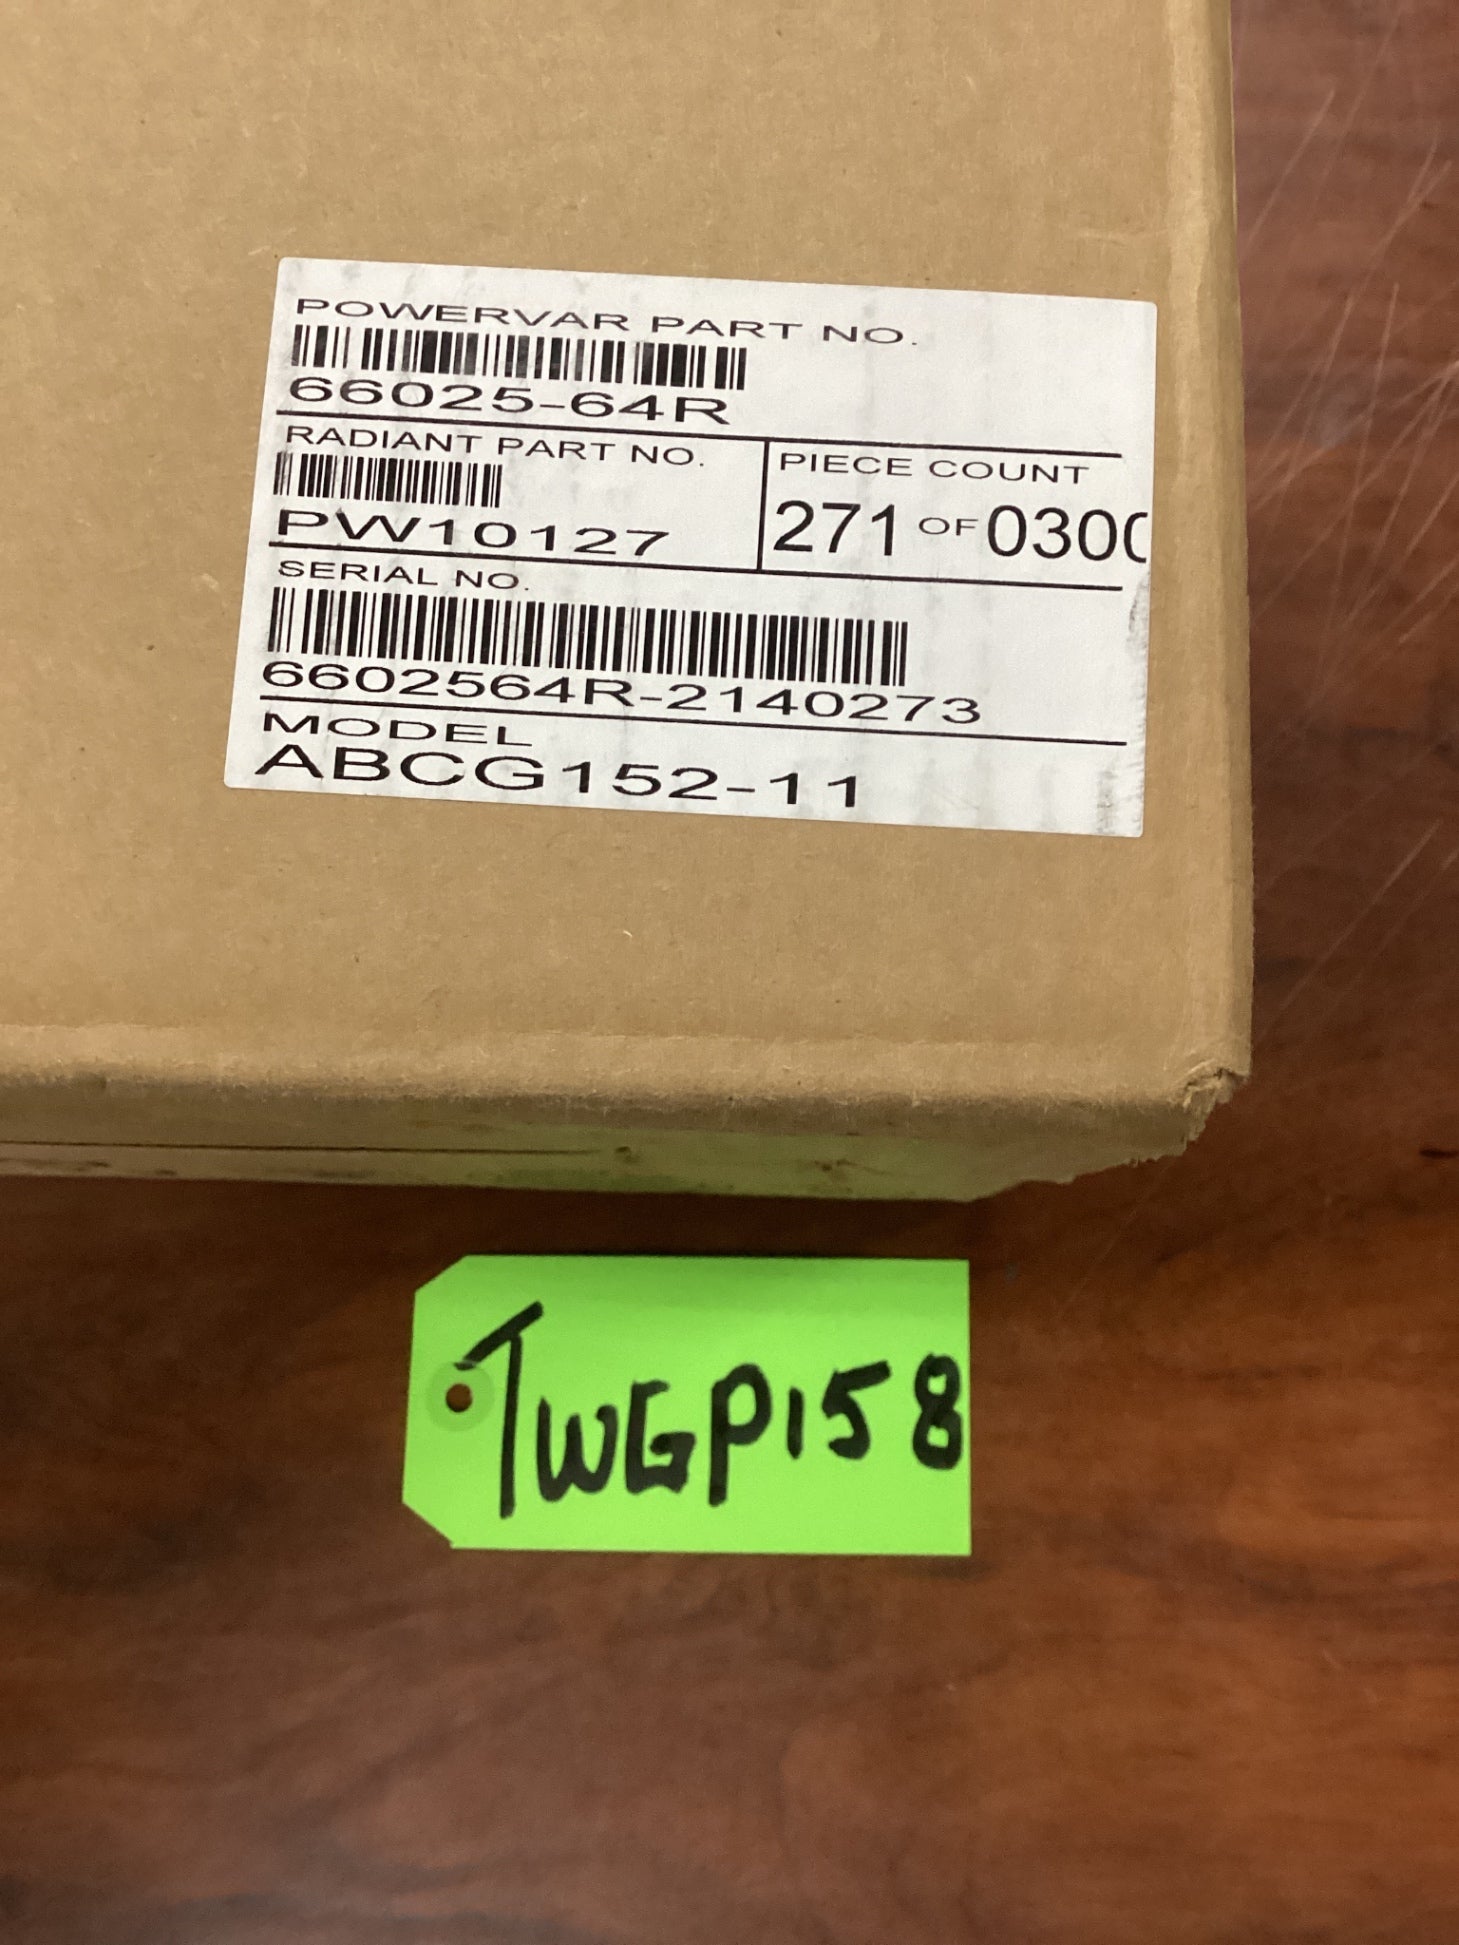 POWERVAR PART NO.
66025-64R
RADIANT PART NO.
PW10127
PIECE COUNT
271 OF 0300
SERIAL NO.
6602564R-2140273
MODEL
ABCG152-11
TWGP158